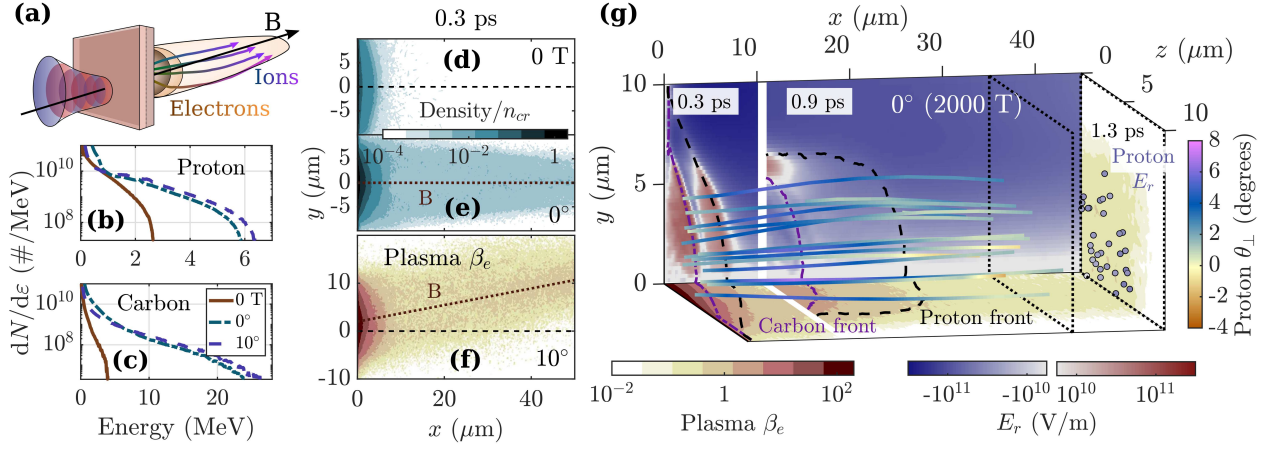 (a)
B
Ions
Electrons
dN/dε (#/MeV)
10^10
10^8
Proton
(b)
0 2 4 6
10^10
10^8
Carbon
(c)
0 T
0°
10°
0 10 20
Energy (MeV)
0.3 ps
y (μm)
5
0
-5
(d)
0 T
Density/n_cr
10^-4 10^-2 1
5
0
-5
B
(e)
0°
10
0
-10
Plasma β_e
B
(f)
10°
0 20 40
x (μm)
(g)
x (μm)
0 10 20 30 40
0 5 10
z (μm)
10
5
0
y (μm)
0.3 ps
0.9 ps
0° (2000 T)
1.3 ps
Proton
E_r
Carbon front
Proton front
8
6
4
2
0
-2
-4
Proton θ_⊥ (degrees)
10^-2 1 10^2
Plasma β_e
-10^11 -10^10 10^10 10^11
E_r (V/m)